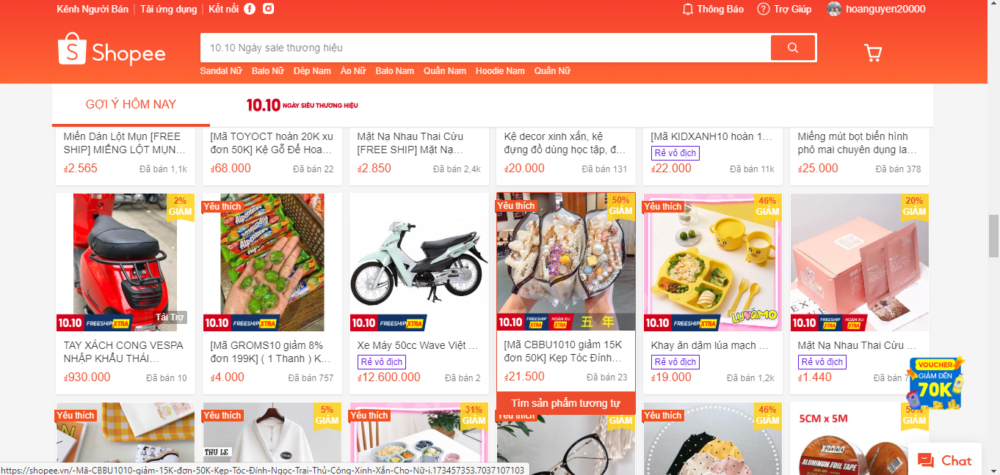 Kênh Người Bán
Tải ứng dụng
Kết nối
Thông Báo
Trợ Giúp
hoanguyen20000
Shopee
10.10 Ngày sale thương hiệu
Sandal Nữ
Balo Nữ
Dép Nam
Áo Nữ
Balo Nam
Quần Nam
Hoodie Nam
Quần Nữ
GỢI Ý HÔM NAY
10.10 NGÀY SIÊU THƯƠNG HIỆU
Miến Dán Lột Mụn [FREE
SHIP] MIẾNG LỘT MỤN…
₫2.565
Đã bán 1,1k
[Mã TOYOCT hoàn 20K xu
đơn 50K] Kệ Gỗ Để Hoa…
₫68.000
Đã bán 22
Mặt Nạ Nhau Thai Cừu
[FREE SHIP] Mặt Nạ…
₫2.850
Đã bán 2,4k
Kệ decor xinh xắn, kệ
đựng đồ dùng học tập, đ…
₫20.000
Đã bán 131
[Mã KIDXANH10 hoàn 1…
Rẻ vô địch
₫22.000
Đã bán 11k
Miếng mút bọt biển hình
phô mai chuyên dụng la…
₫25.000
Đã bán 378
2%
GIẢM
10.10 FREESHIP XTRA
Tài Trợ
TAY XÁCH CONG VESPA
NHẬP KHẨU THÁI…
₫930.000
Đã bán 10
Yêu thích
Alpenliebe
10.10 FREESHIP XTRA
[Mã GROMS10 giảm 8%
đơn 199K] ( 1 Thanh ) K…
₫4.000
Đã bán 757
10.10 FREESHIP XTRA
Xe Máy 50cc Wave Việt …
Rẻ vô địch
₫12.600.000
Đã bán 2
Yêu thích
50%
GIẢM
10.10 FREESHIP XTRA HOÀN XU XTRA
五 年
[Mã CBBU1010 giảm 15K
đơn 50K] Kẹp Tóc Đính…
₫21.500
Đã bán 23
Tìm sản phẩm tương tự
Yêu thích
46%
GIẢM
LUVAMO
10.10 FREESHIP XTRA
Khay ăn dặm lúa mạch …
Rẻ vô địch
₫19.000
Đã bán 1,2k
20%
GIẢM
10.10 FREESHIP XTRA HOÀN XU XTRA
Mặt Nạ Nhau Thai Cừu …
Rẻ vô địch
₫1.440
Đã bán 7
VOUCHER
GIẢM ĐẾN
70K
Yêu thích
Yêu thích
5%
GIẢM
THU LE
Yêu thích
31%
GIẢM
Yêu thích
GIẢM
Yêu thích
46%
GIẢM
5CM x 5M
GIẢM
X2000
ALUMINUM FOIL TAPE
Chat
https://shopee.vn/-Mã-CBBU1010-giảm-15K-đơn-50K-Kẹp-Tóc-Đính-Ngọc-Trai-Thủ-Công-Xinh-Xắn-Cho-Nữ-i.173457353.7037107103